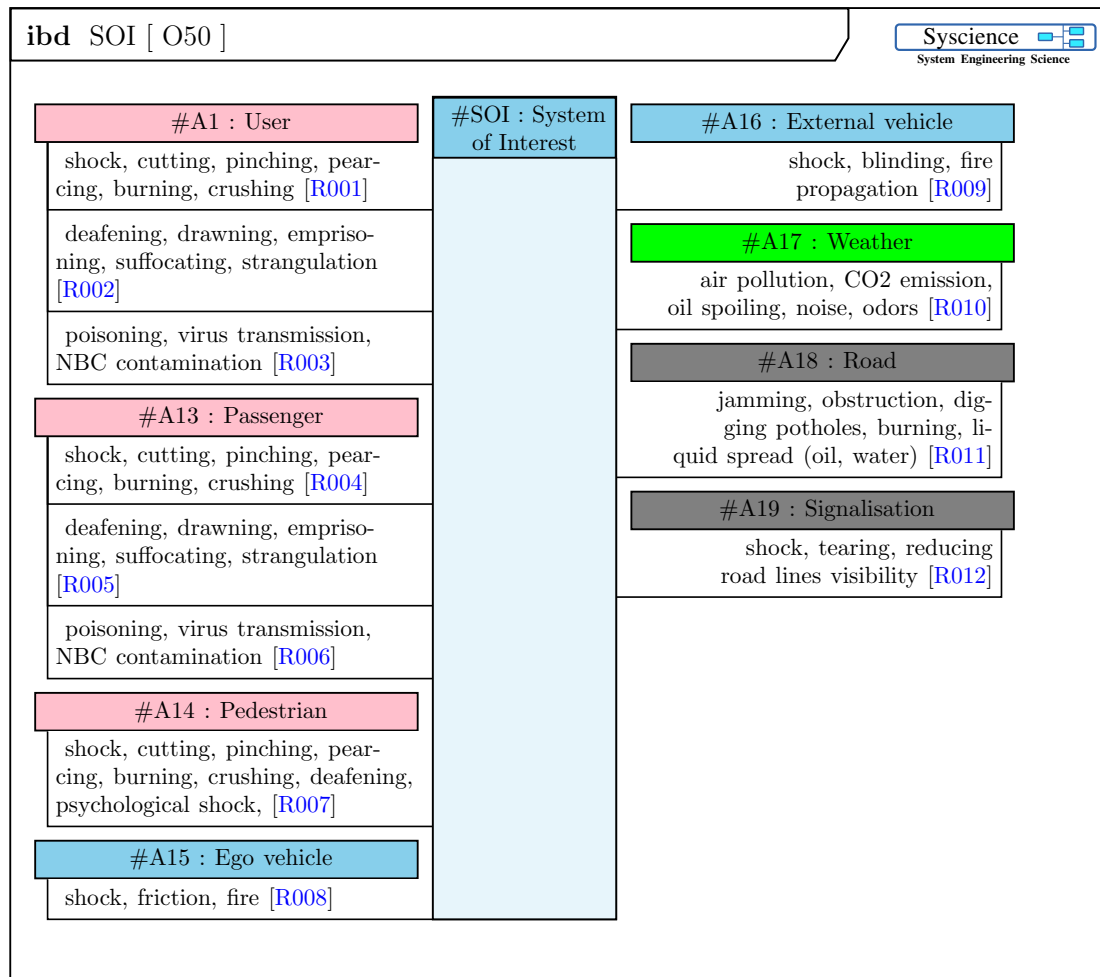 ibd SOI [ O50 ]
Syscience
System Engineering Science
#A1 : User
shock, cutting, pinching, pear-
cing, burning, crushing [R001]
deafening, drawning, empriso-
ning, suffocating, strangulation
[R002]
poisoning, virus transmission,
NBC contamination [R003]
#A13 : Passenger
shock, cutting, pinching, pear-
cing, burning, crushing [R004]
deafening, drawning, empriso-
ning, suffocating, strangulation
[R005]
poisoning, virus transmission,
NBC contamination [R006]
#A14 : Pedestrian
shock, cutting, pinching, pear-
cing, burning, crushing, deafening,
psychological shock, [R007]
#A15 : Ego vehicle
shock, friction, fire [R008]
#SOI : System
of Interest
#A16 : External vehicle
shock, blinding, fire
propagation [R009]
#A17 : Weather
air pollution, CO2 emission,
oil spoiling, noise, odors [R010]
#A18 : Road
jamming, obstruction, dig-
ging potholes, burning, li-
quid spread (oil, water) [R011]
#A19 : Signalisation
shock, tearing, reducing
road lines visibility [R012]